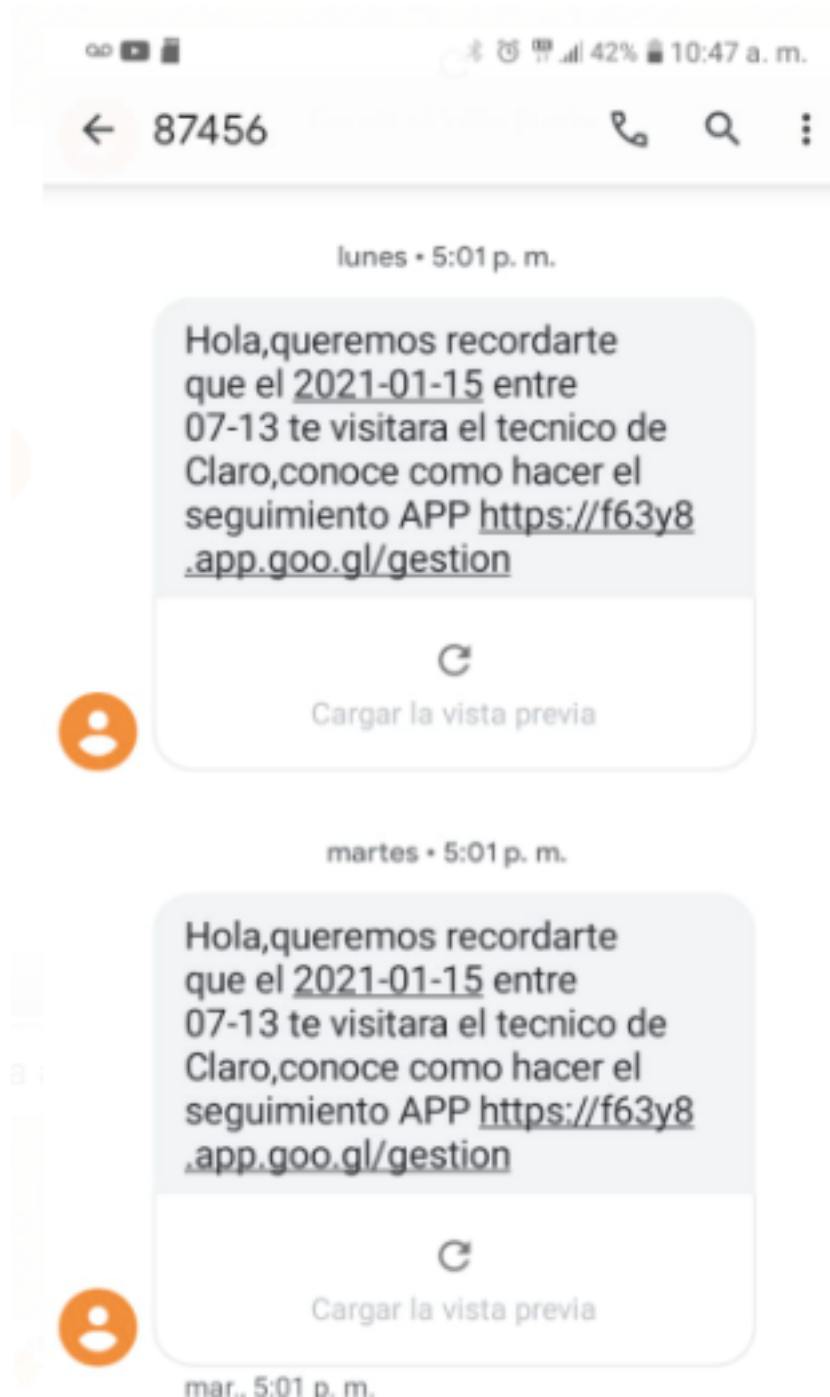 42% 10:47 a. m.
87456
lunes • 5:01 p. m.
Hola,queremos recordarte
que el 2021-01-15 entre
07-13 te visitara el tecnico de
Claro,conoce como hacer el
seguimiento APP https://f63y8
.app.goo.gl/gestion
Cargar la vista previa
martes • 5:01 p. m.
Hola,queremos recordarte
que el 2021-01-15 entre
07-13 te visitara el tecnico de
Claro,conoce como hacer el
seguimiento APP https://f63y8
.app.goo.gl/gestion
Cargar la vista previa
mar., 5:01 p. m.